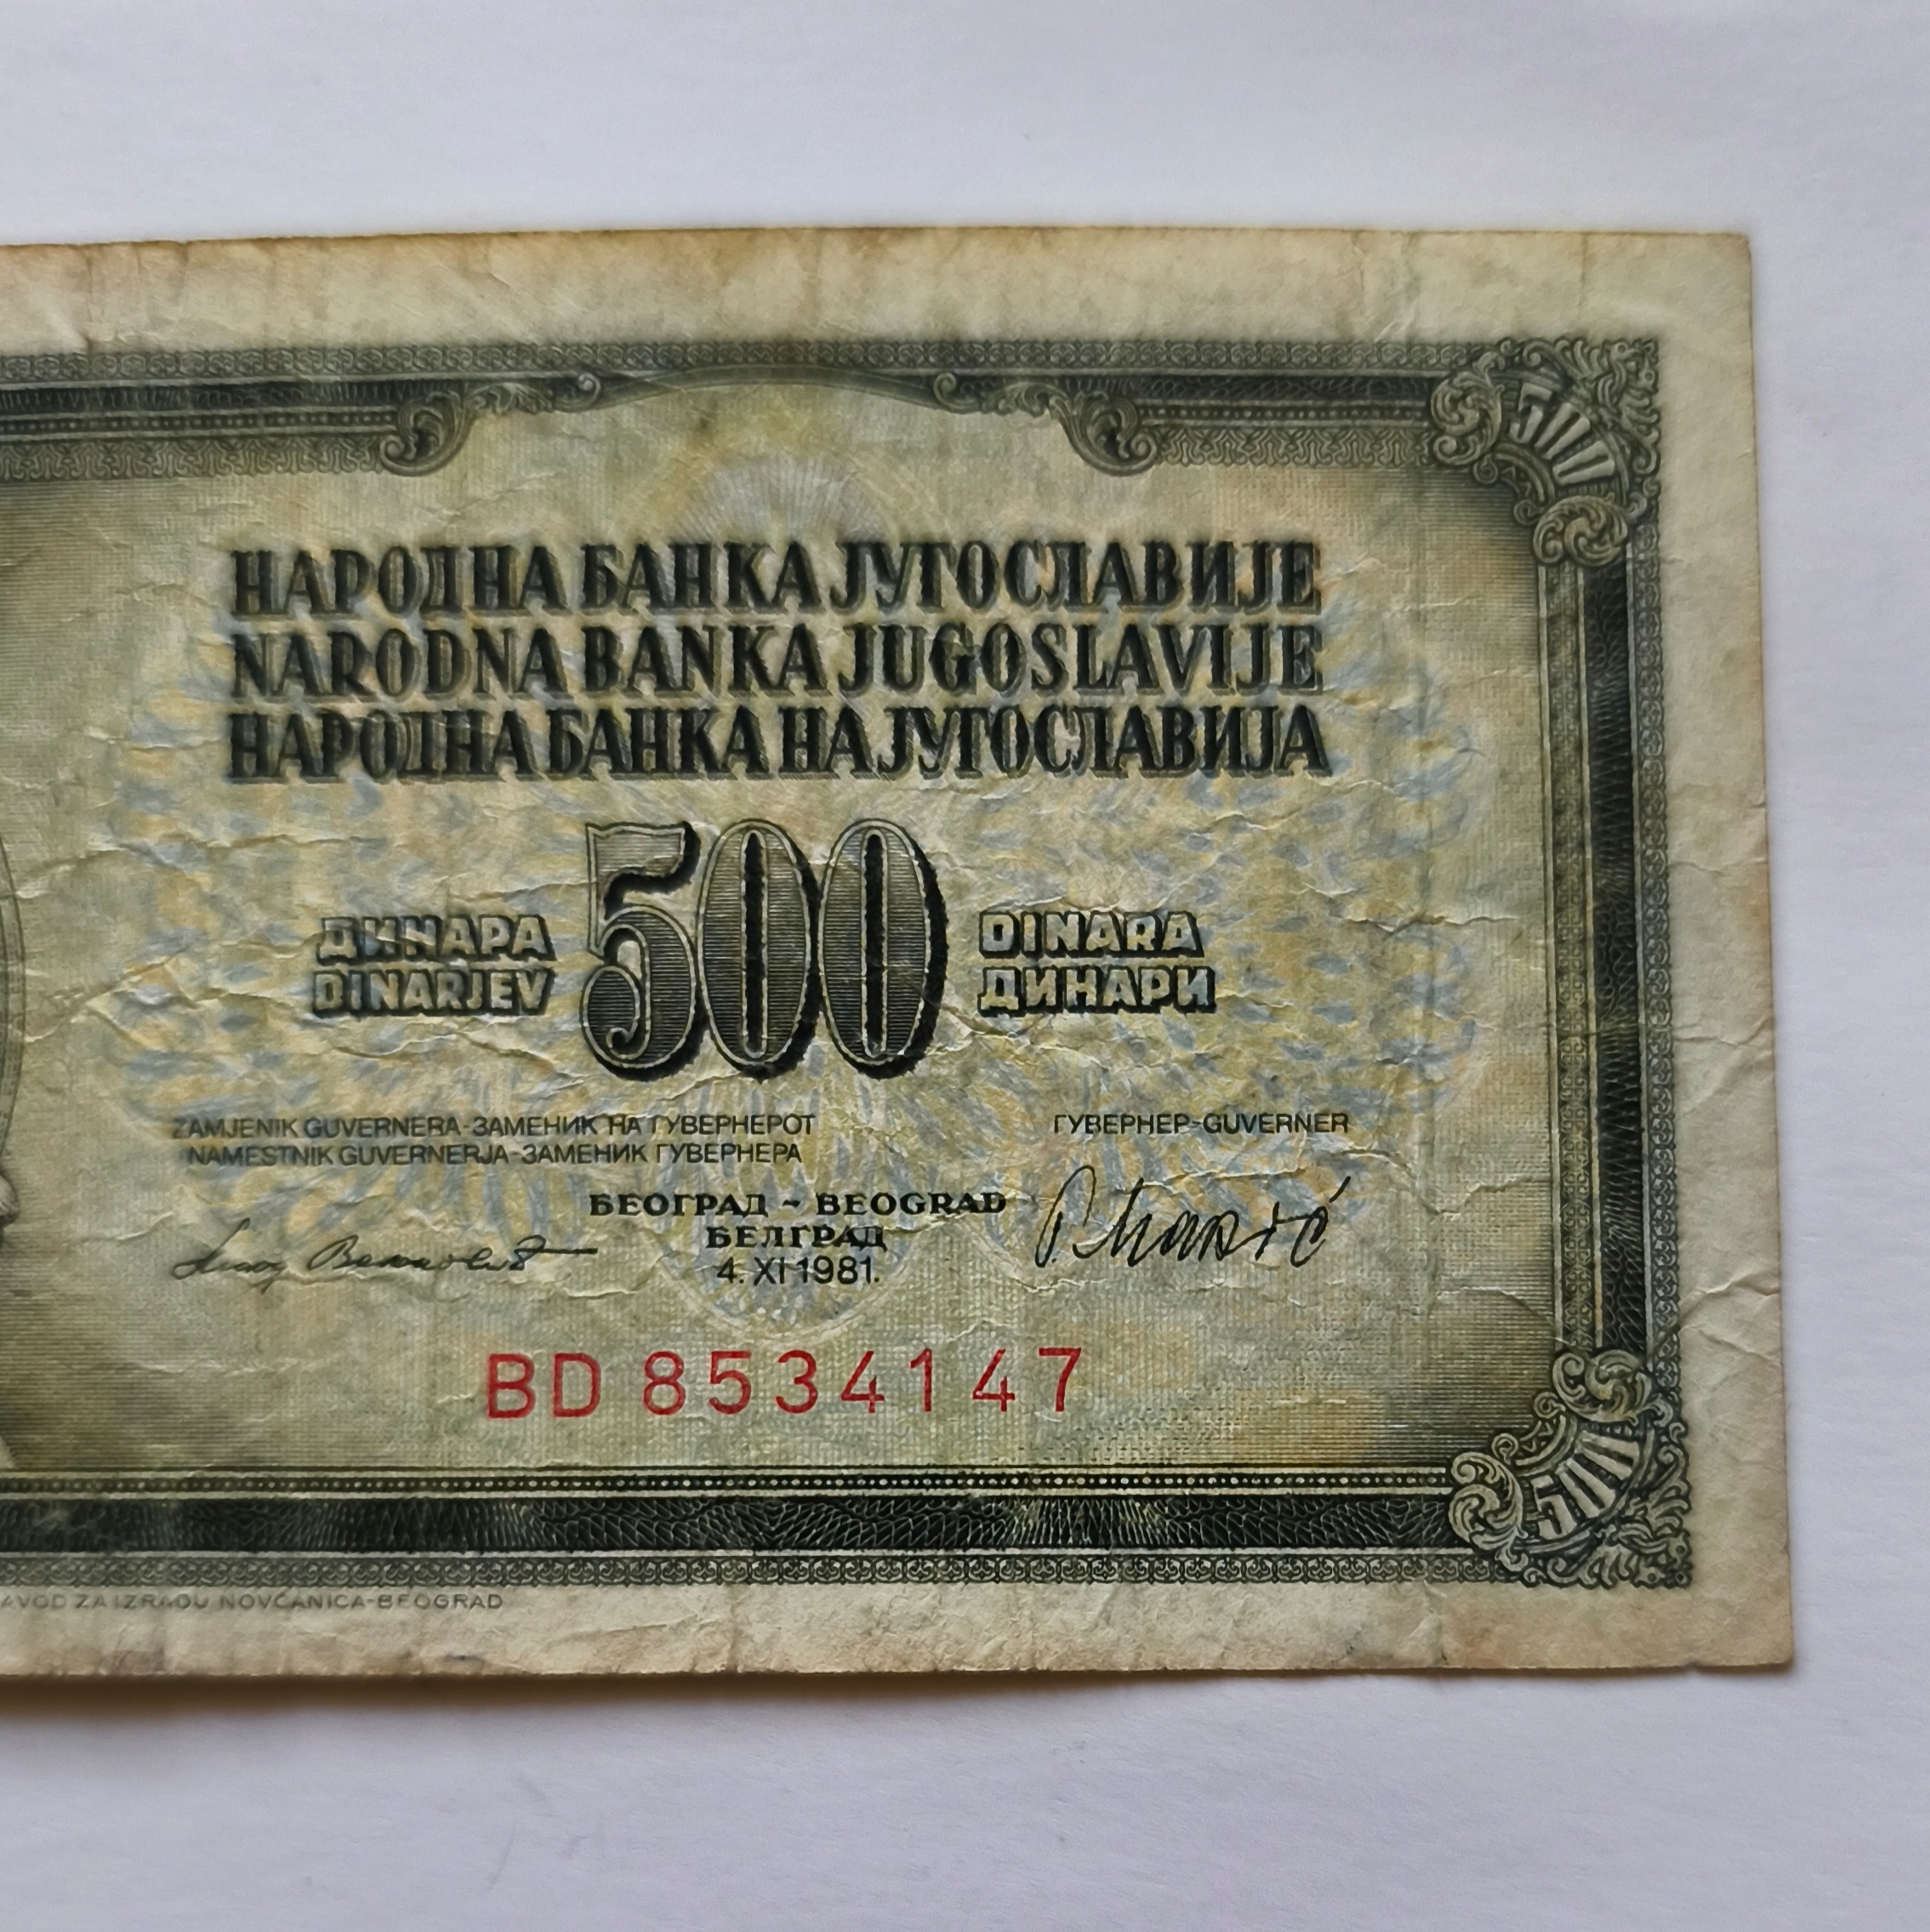 500
НАРОДНА БАНКА ЈУГОСЛАВИЈЕ
NARODNA BANKA JUGOSLAVIJE
НАРОДНА БАНКА НА ЈУГОСЛАВИЈА
ДИНАРА 500 DINARA
DINARJEV ДИНАРИ
ZAMJENIK GUVERNERA-ЗАМЕНИК НА ГУВЕРНЕРОТ ГУВЕРНЕР-GUVERNER
NAMESTNIK GUVERNERJA-ЗАМЕНИК ГУВЕРНЕРА
БЕОГРАД - BEOGRAD
БЕЛГРАД
4. XI 1981.
BD 8534147
500
AVOD ZA IZRADU NOVČANICA-BEOGRAD